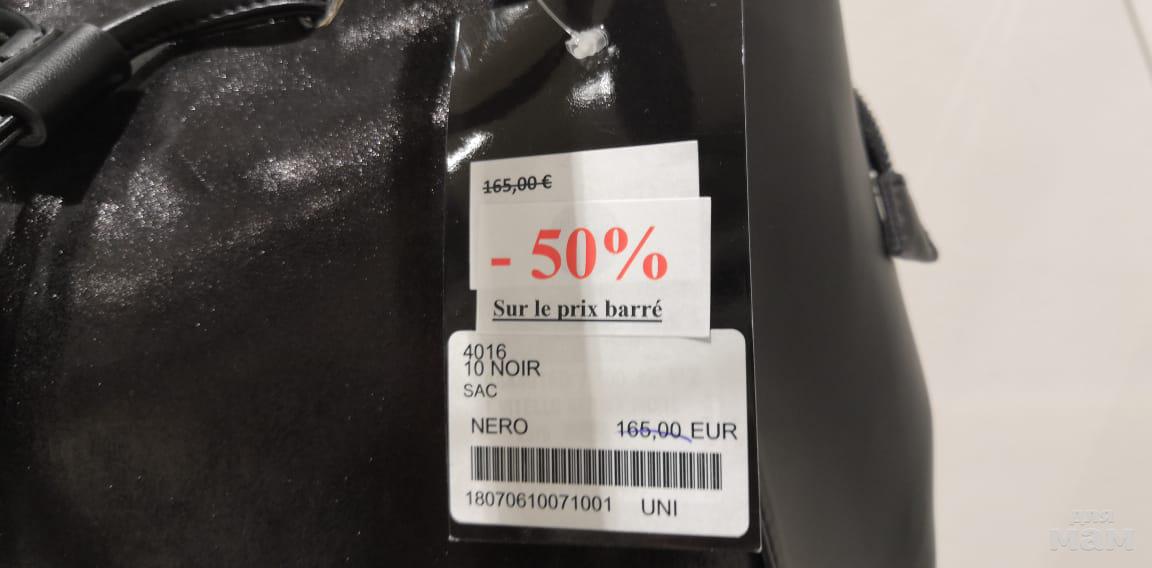 165,00 €
- 50%
Sur le prix barré
4016
10 NOIR
SAC
NERO 165,00 EUR
18070610071001 UNI
для
мам